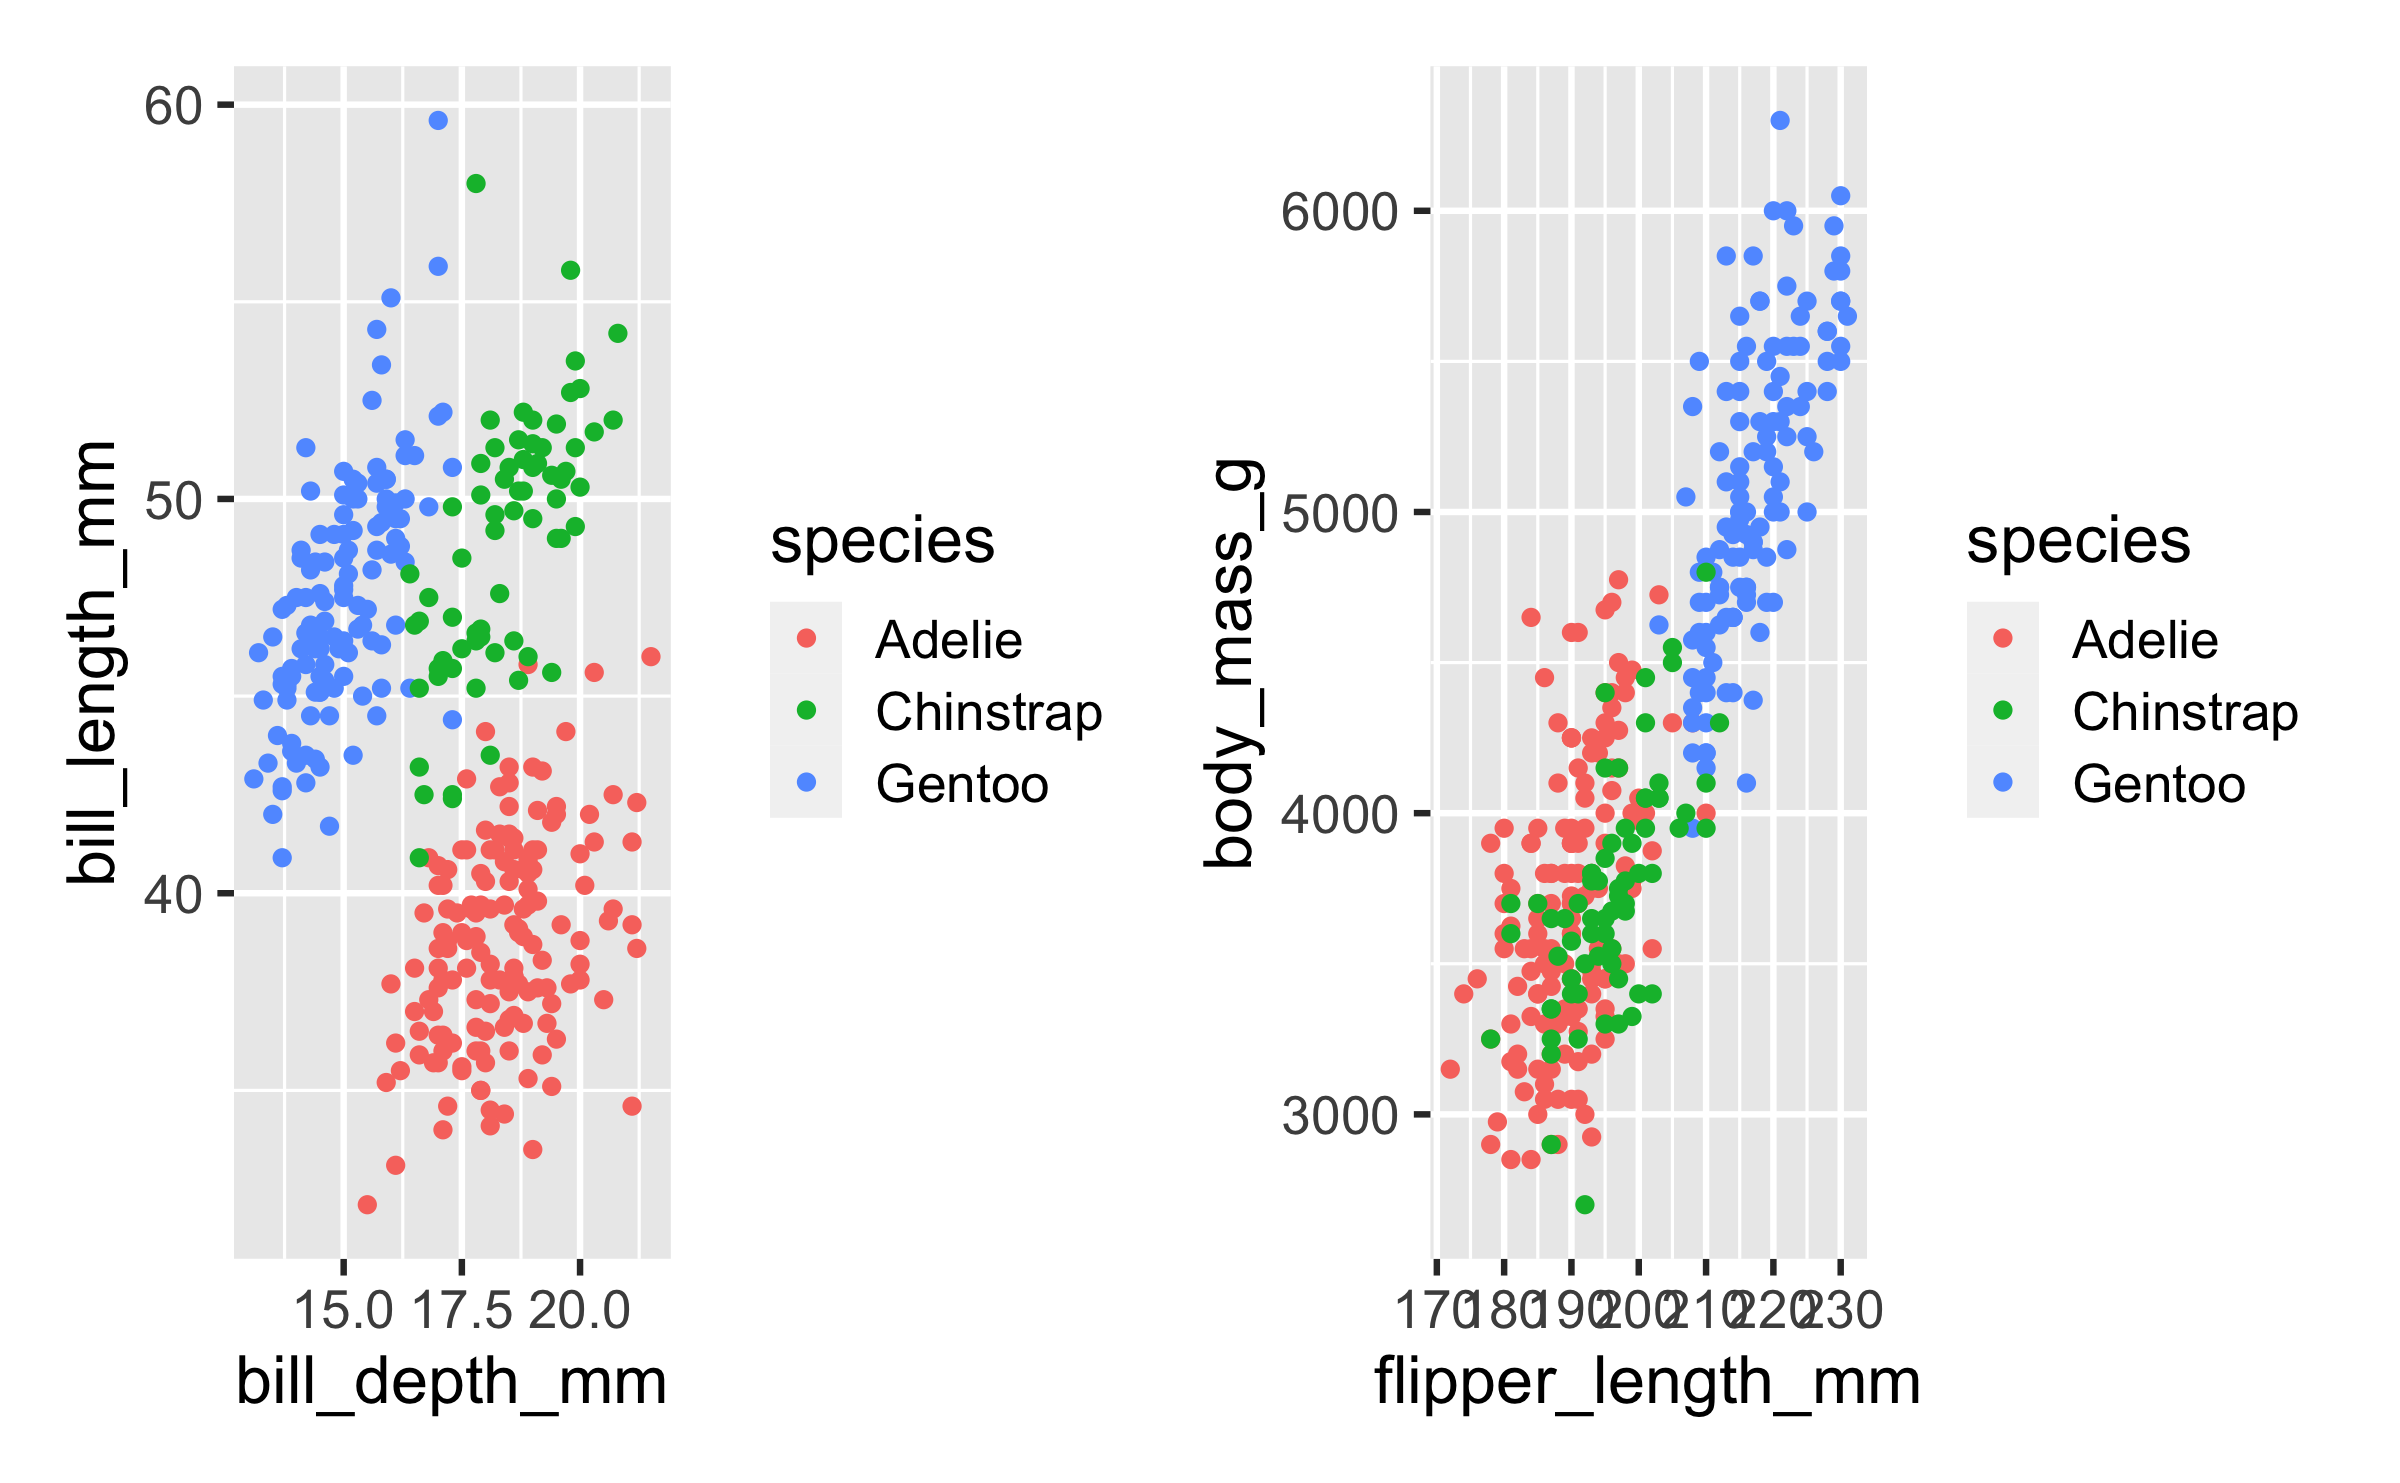 60
50
40
bill_length_mm
15.0 17.5 20.0
bill_depth_mm
species
Adelie
Chinstrap
Gentoo
6000
5000
4000
3000
body_mass_g
170 180 190 200 210 220 230
flipper_length_mm
species
Adelie
Chinstrap
Gentoo